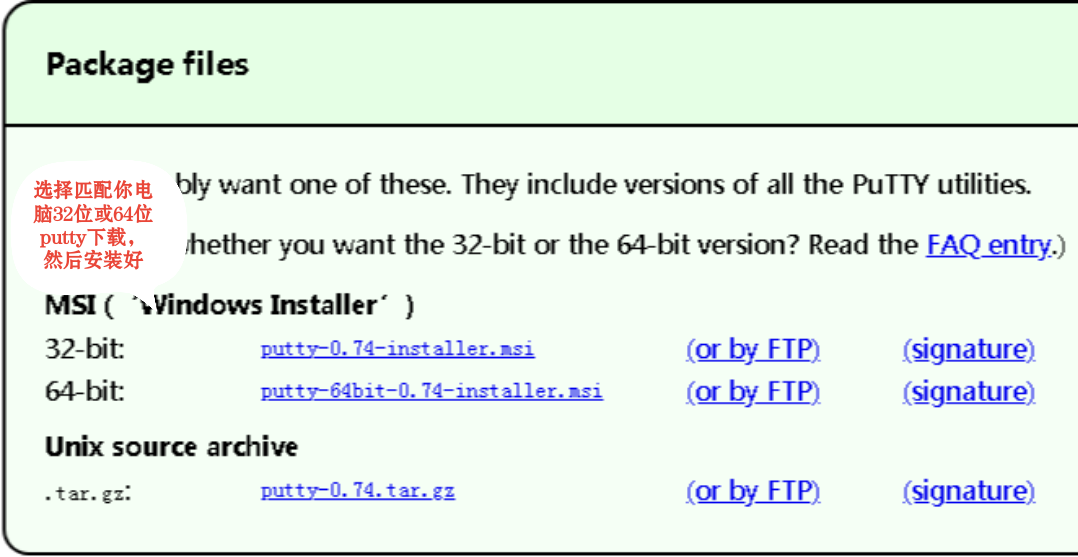 Package files
选择匹配你电
脑32位或64位
putty下载，
然后安装好
bly want one of these. They include versions of all the PuTTY utilities.
hether you want the 32-bit or the 64-bit version? Read the FAQ entry.)
MSI (‘Windows Installer’)
32-bit: putty-0.74-installer.msi (or by FTP) (signature)
64-bit: putty-64bit-0.74-installer.msi (or by FTP) (signature)
Unix source archive
.tar.gz: putty-0.74.tar.gz (or by FTP) (signature)